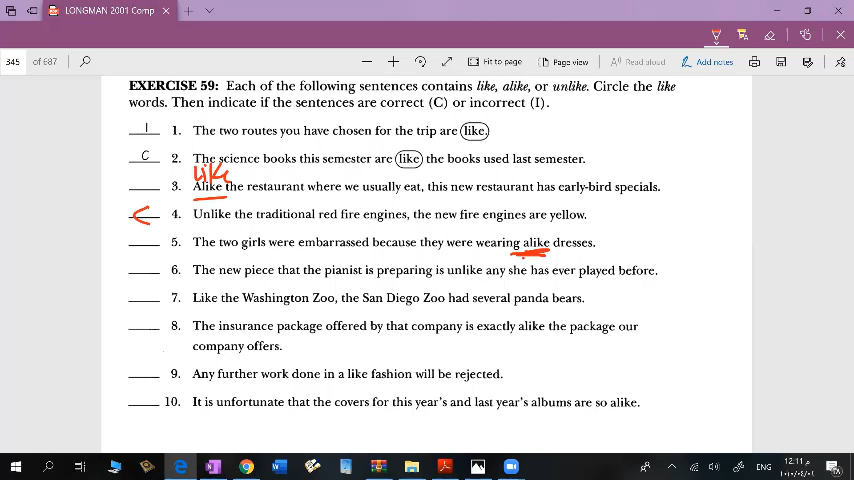 LONGMAN 2001 Comp
345 of 687
Fit to page
Page view
Read aloud
Add notes
EXERCISE 59: Each of the following sentences contains like, alike, or unlike. Circle the like
words. Then indicate if the sentences are correct (C) or incorrect (I).
I 1. The two routes you have chosen for the trip are like.
C 2. The science books this semester are like the books used last semester.
like
3. Alike the restaurant where we usually eat, this new restaurant has early-bird specials.
C 4. Unlike the traditional red fire engines, the new fire engines are yellow.
5. The two girls were embarrassed because they were wearing alike dresses.
6. The new piece that the pianist is preparing is unlike any she has ever played before.
7. Like the Washington Zoo, the San Diego Zoo had several panda bears.
8. The insurance package offered by that company is exactly alike the package our
company offers.
9. Any further work done in a like fashion will be rejected.
10. It is unfortunate that the covers for this year's and last year's albums are so alike.
ENG
12:11 م